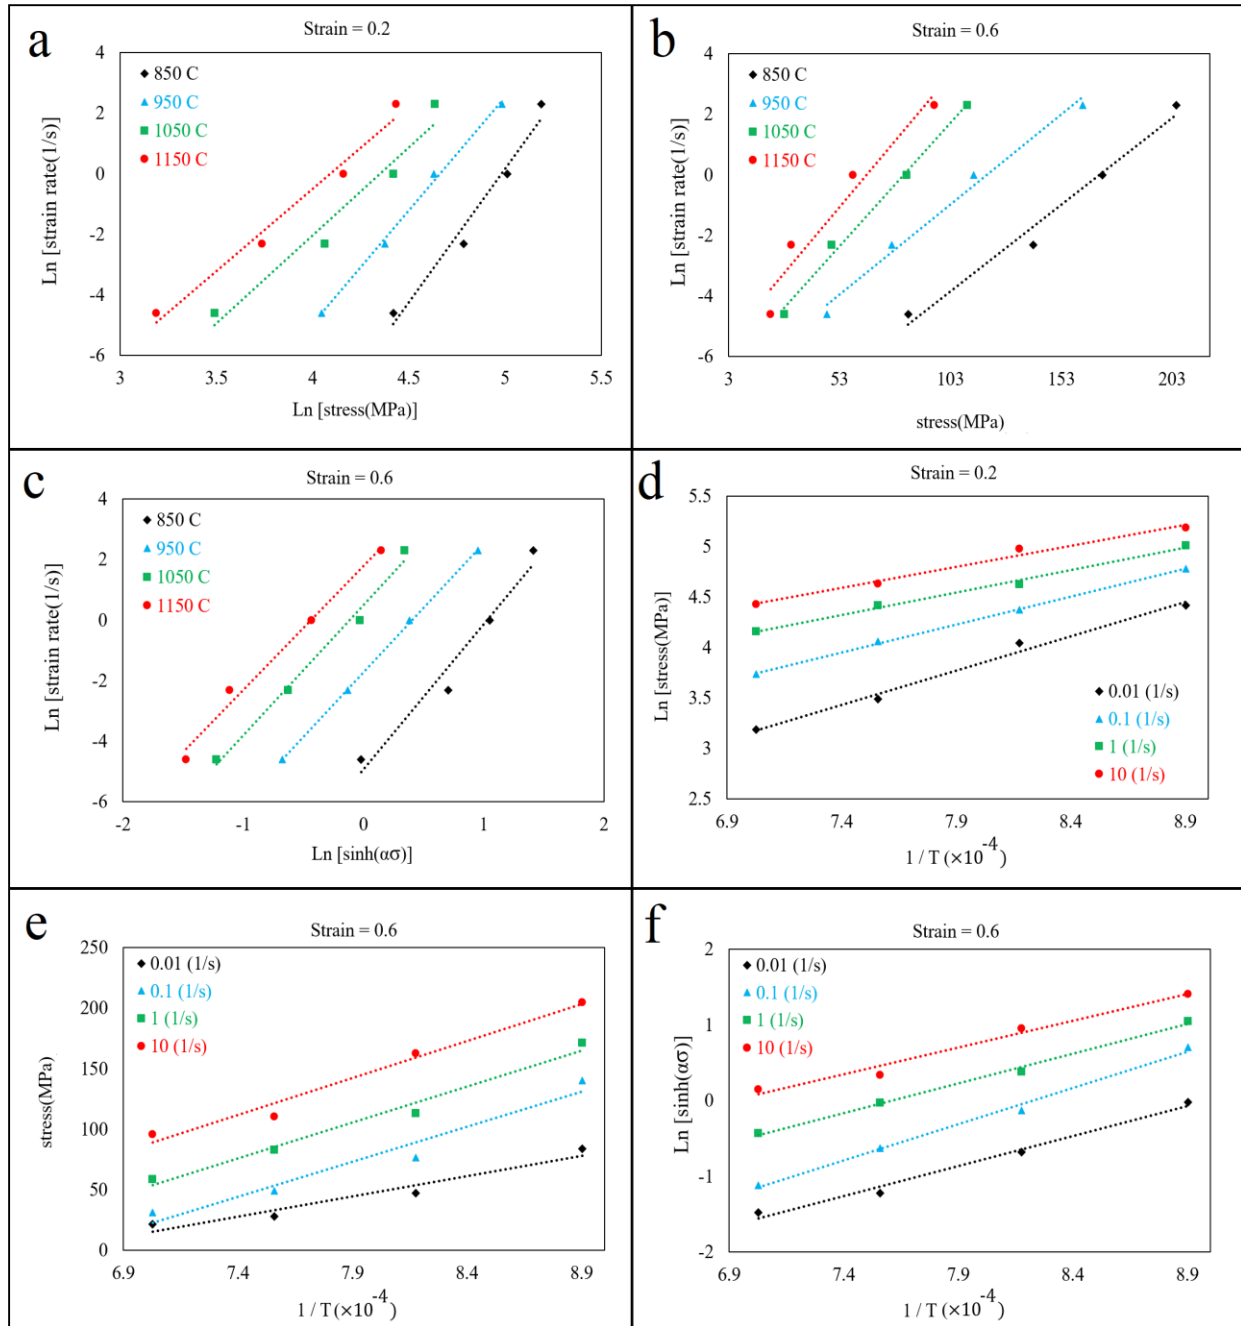 a
Strain = 0.2
850 C
950 C
1050 C
1150 C
4
2
0
-2
-4
-6
Ln [strain rate(1/s)]
3 3.5 4 4.5 5 5.5
Ln [stress(MPa)]
b
Strain = 0.6
850 C
950 C
1050 C
1150 C
4
2
0
-2
-4
-6
Ln [strain rate(1/s)]
3 53 103 153 203
stress(MPa)
c
Strain = 0.6
850 C
950 C
1050 C
1150 C
4
2
0
-2
-4
-6
Ln [strain rate(1/s)]
-2 -1 0 1 2
Ln [sinh(ασ)]
d
Strain = 0.2
5.5
5
4.5
4
3.5
3
2.5
Ln [stress(MPa)]
0.01 (1/s)
0.1 (1/s)
1 (1/s)
10 (1/s)
6.9 7.4 7.9 8.4 8.9
1 / T (×10⁻⁴)
e
Strain = 0.6
0.01 (1/s)
0.1 (1/s)
1 (1/s)
10 (1/s)
250
200
150
100
50
0
stress(MPa)
6.9 7.4 7.9 8.4 8.9
1 / T (×10⁻⁴)
f
Strain = 0.6
0.01 (1/s)
0.1 (1/s)
1 (1/s)
10 (1/s)
2
1
0
-1
-2
Ln [sinh(ασ)]
6.9 7.4 7.9 8.4 8.9
1 / T (×10⁻⁴)